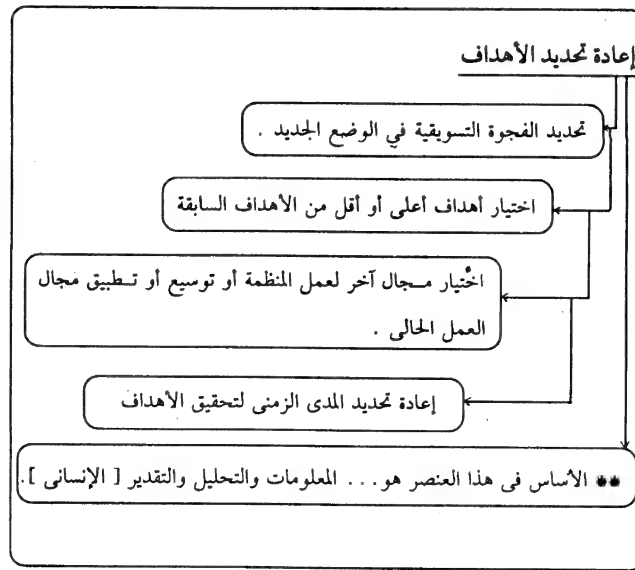 إعادة تحديد الأهداف
تحديد الفجوة التسويقية في الوضع الجديد .
اختيار أهداف أعلى أو أقل من الأهداف السابقة
اختيار مجال آخر لعمل المنظمة أو توسيع أو تطبيق مجال
العمل الحالى .
إعادة تحديد المدى الزمنى لتحقيق الأهداف
** الأساس فى هذا العنصر هو ... المعلومات والتحليل والتقدير [ الإنسانى ].